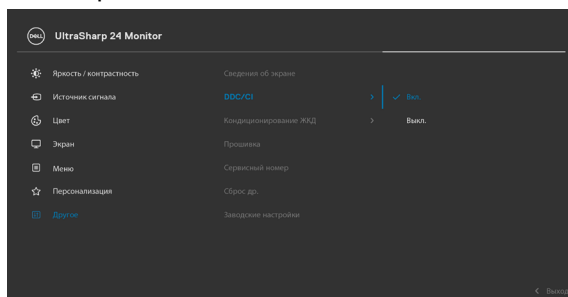 DELL UltraSharp 24 Monitor
Яркость / контрастность
Сведения об экране
Источник сигнала
DDC/CI
Вкл.
Цвет
Кондиционирование ЖКД
Выкл.
Экран
Прошивка
Меню
Сервисный номер
Персонализация
Сброс др.
Другое
Заводские настройки
Выход